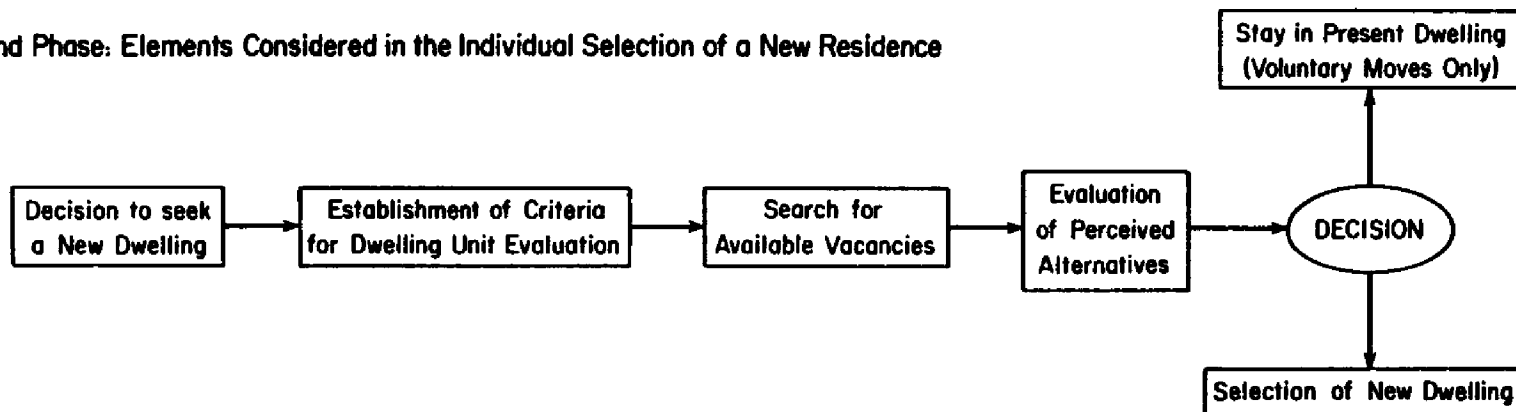 nd Phase: Elements Considered in the Individual Selection of a New Residence
Stay in Present Dwelling
(Voluntary Moves Only)
Decision to seek
a New Dwelling
Establishment of Criteria
for Dwelling Unit Evaluation
Search for
Available Vacancies
Evaluation
of Perceived
Alternatives
DECISION
Selection of New Dwelling